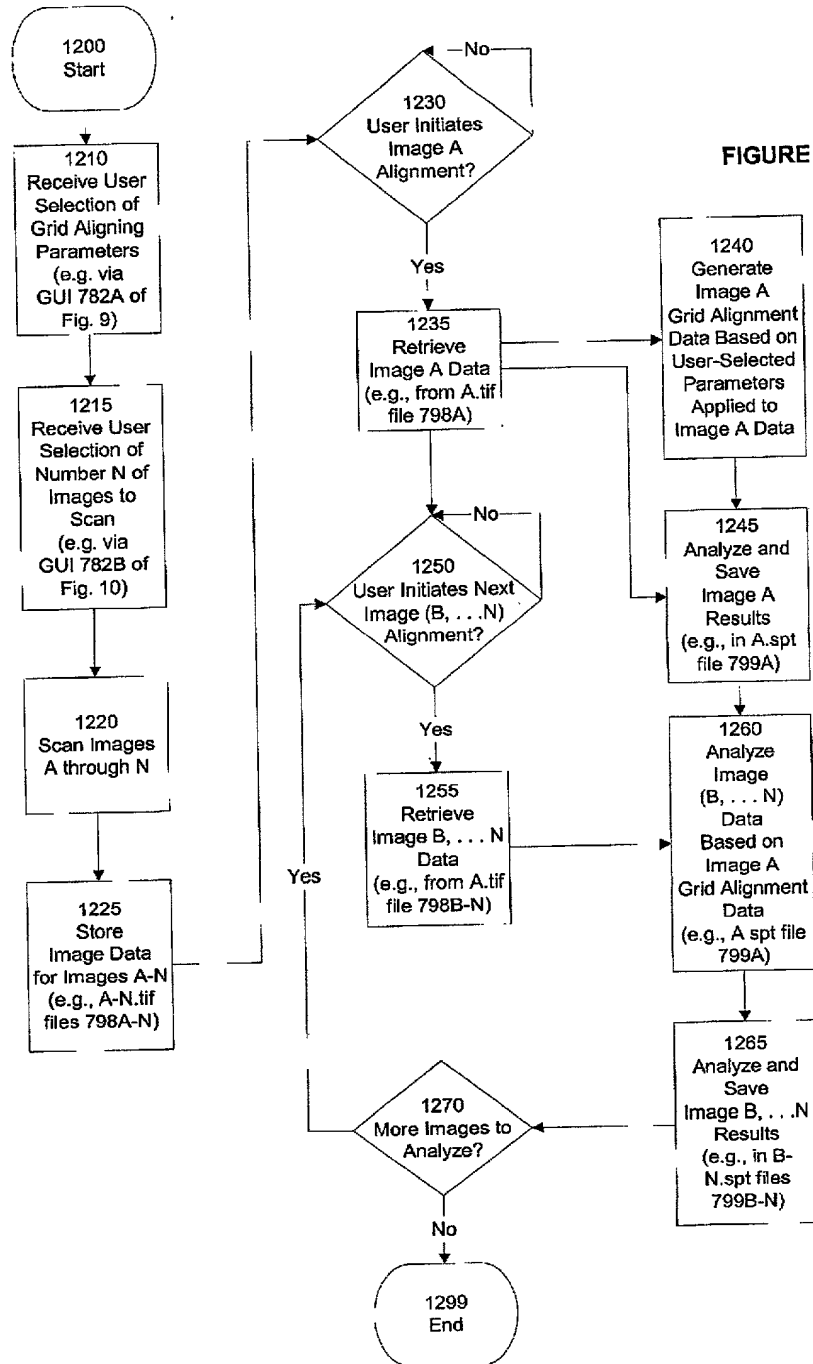 1200
Start
1210
Receive User
Selection of
Grid Aligning
Parameters
(e.g. via
GUI 782A of
Fig. 9)
1215
Receive User
Selection of
Number N of
Images to
Scan
(e.g. via
GUI 782B of
Fig. 10)
1220
Scan Images
A through N
1225
Store
Image Data
for Images A-N
(e.g., A-N.tif
files 798A-N)
No
1230
User Initiates
Image A
Alignment?
Yes
1235
Retrieve
Image A Data
(e.g., from A.tif
file 798A)
No
1250
User Initiates Next
Image (B, . . .N)
Alignment?
Yes
1255
Retrieve
Image B, . . . N
Data
(e.g., from A.tif
file 798B-N)
Yes
1270
More Images to
Analyze?
No
1299
End
FIGURE
1240
Generate
Image A
Grid Alignment
Data Based on
User-Selected
Parameters
Applied to
Image A Data
1245
Analyze and
Save
Image A
Results
(e.g., in A.spt
file 799A)
1260
Analyze
Image
(B, . . . N)
Data
Based on
Image A
Grid Alignment
Data
(e.g., A spt file
799A)
1265
Analyze and
Save
Image B, . . .N
Results
(e.g., in B-
N.spt files
799B-N)